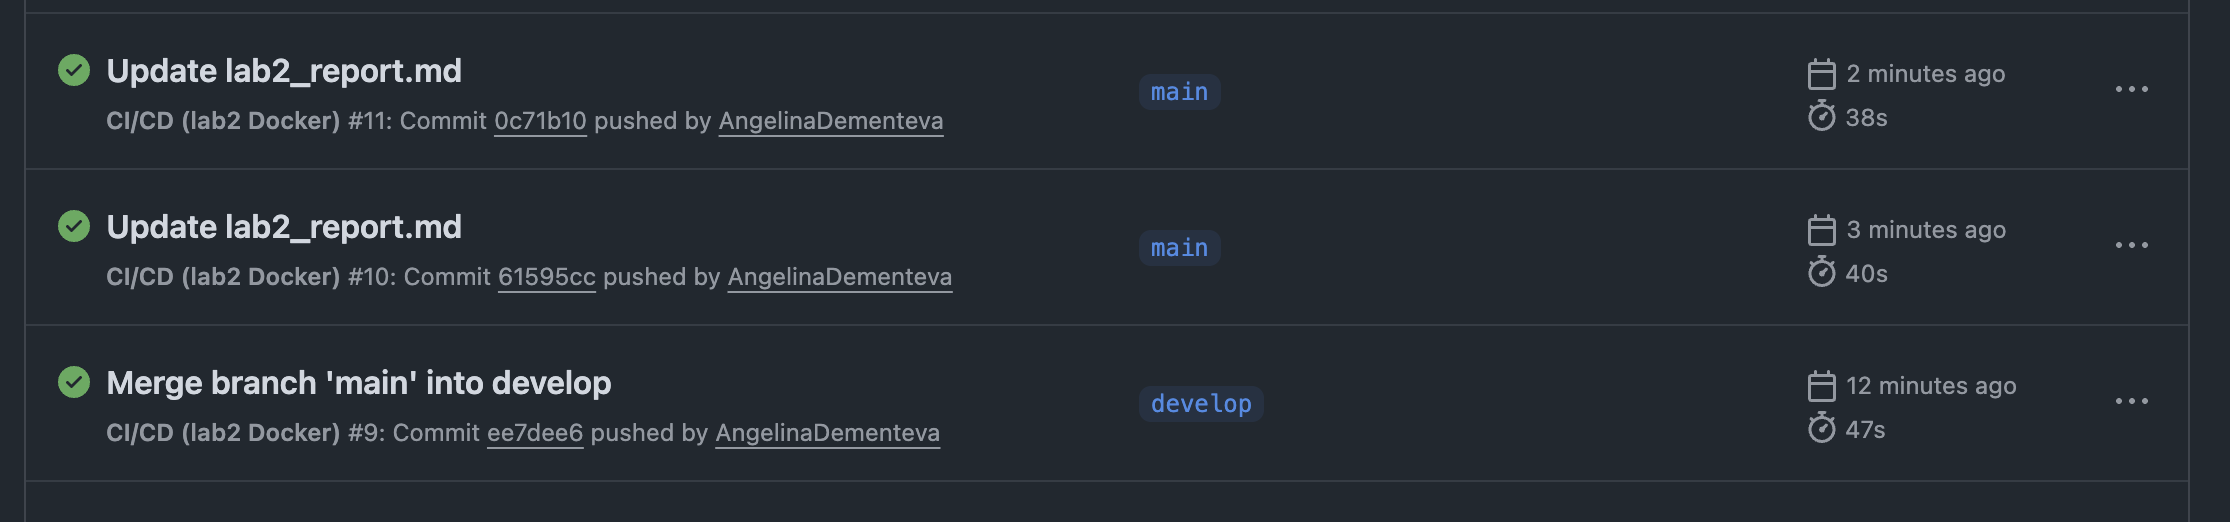 Update lab2_report.md
CI/CD (lab2 Docker) #11: Commit 0c71b10 pushed by AngelinaDementeva
main
2 minutes ago
38s
Update lab2_report.md
CI/CD (lab2 Docker) #10: Commit 61595cc pushed by AngelinaDementeva
main
3 minutes ago
40s
Merge branch 'main' into develop
CI/CD (lab2 Docker) #9: Commit ee7dee6 pushed by AngelinaDementeva
develop
12 minutes ago
47s